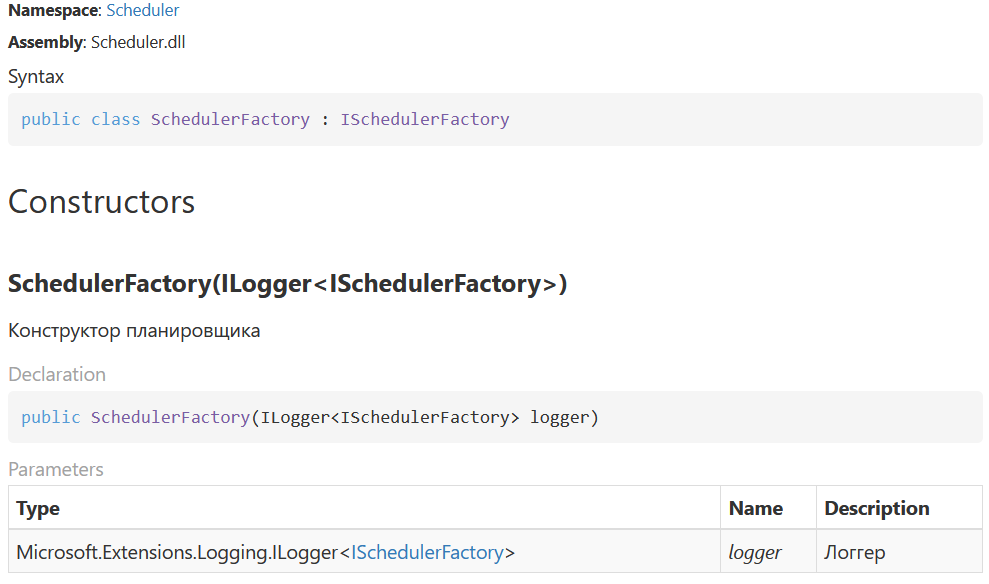 Namespace: Scheduler
Assembly: Scheduler.dll
Syntax
public class SchedulerFactory : ISchedulerFactory
Constructors
SchedulerFactory(ILogger<ISchedulerFactory>)
Конструктор планировщика
Declaration
public SchedulerFactory(ILogger<ISchedulerFactory> logger)
Parameters
Type Name Description
Microsoft.Extensions.Logging.ILogger<ISchedulerFactory> logger Логгер